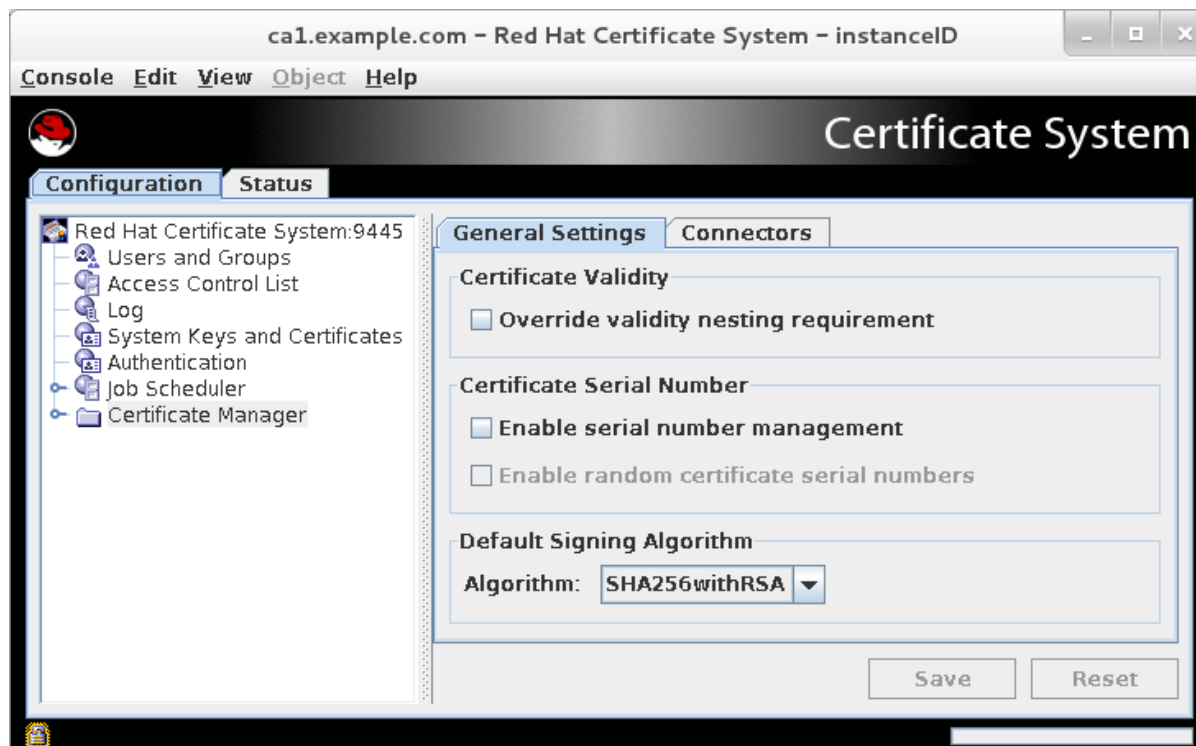 ca1.example.com – Red Hat Certificate System – instanceID
Console Edit View Object Help
Certificate System
Configuration Status
Red Hat Certificate System:9445
Users and Groups
Access Control List
Log
System Keys and Certificates
Authentication
Job Scheduler
Certificate Manager
General Settings Connectors
Certificate Validity
Override validity nesting requirement
Certificate Serial Number
Enable serial number management
Enable random certificate serial numbers
Default Signing Algorithm
Algorithm: SHA256withRSA
Save Reset